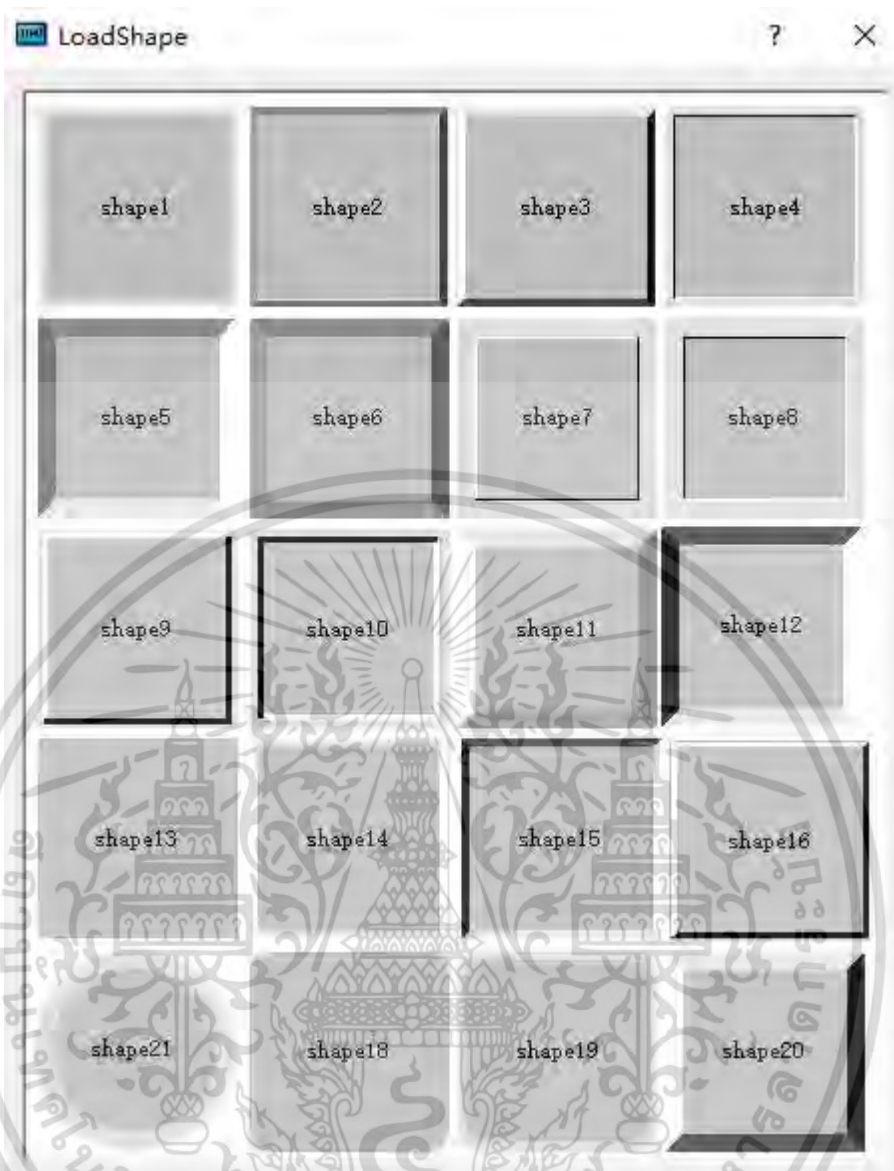 LoadShape ? ×
shape1 shape2 shape3 shape4
shape5 shape6 shape7 shape8
shape9 shape10 shape11 shape12
shape13 shape14 shape15 shape16
shape21 shape18 shape19 shape20